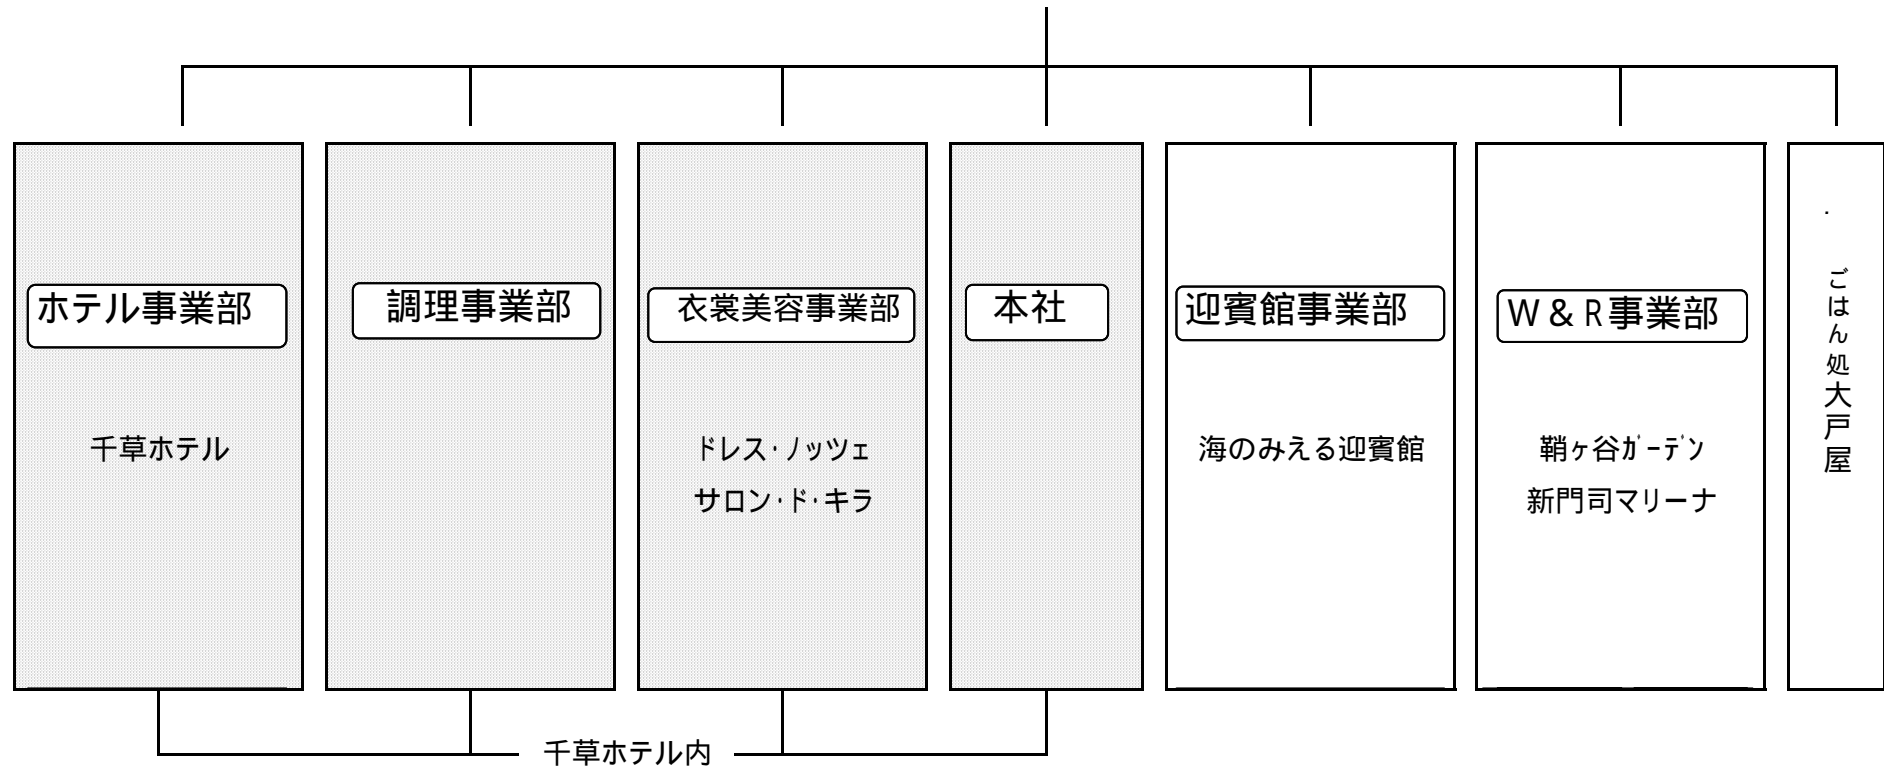 ホテル事業部
千草ホテル
調理事業部
衣裳美容事業部
ドレス・ノッツェ
サロン・ド・キラ
本社
迎賓館事業部
海のみえる迎賓館
W&R事業部
鞘ヶ谷ガーデン
新門司マリーナ
ごはん処大戸屋
千草ホテル内